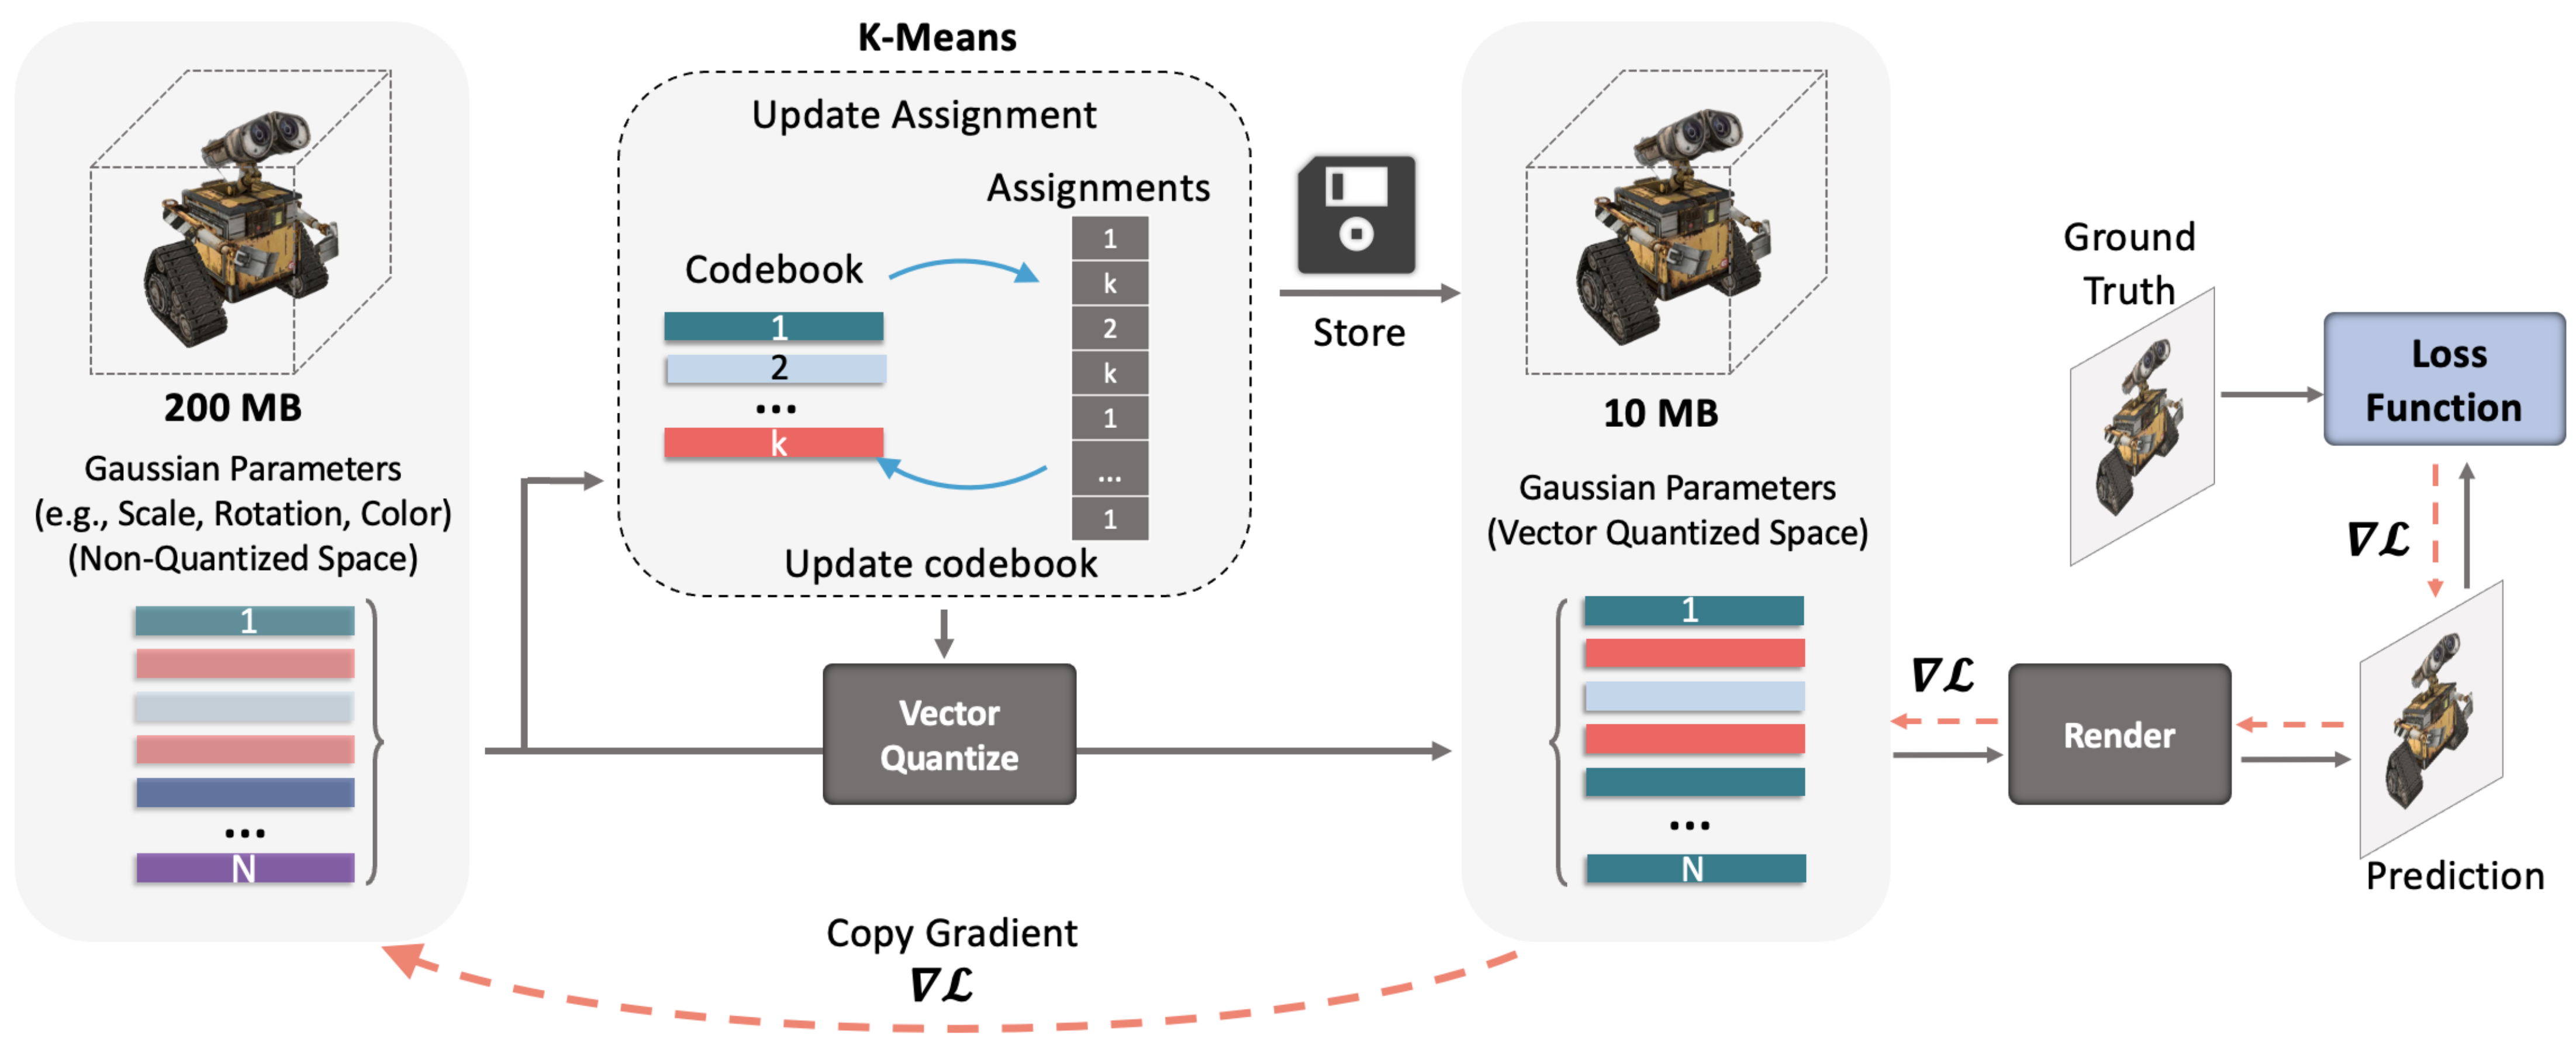 K-Means
Update Assignment
Assignments
Codebook
1
2
...
k
1
k
2
k
1
...
1
Update codebook
200 MB
Gaussian Parameters
(e.g., Scale, Rotation, Color)
(Non-Quantized Space)
1
...
N
Vector
Quantize
Store
10 MB
Gaussian Parameters
(Vector Quantized Space)
1
...
N
Copy Gradient
∇ℒ
∇ℒ
Render
Ground
Truth
Loss
Function
∇ℒ
Prediction